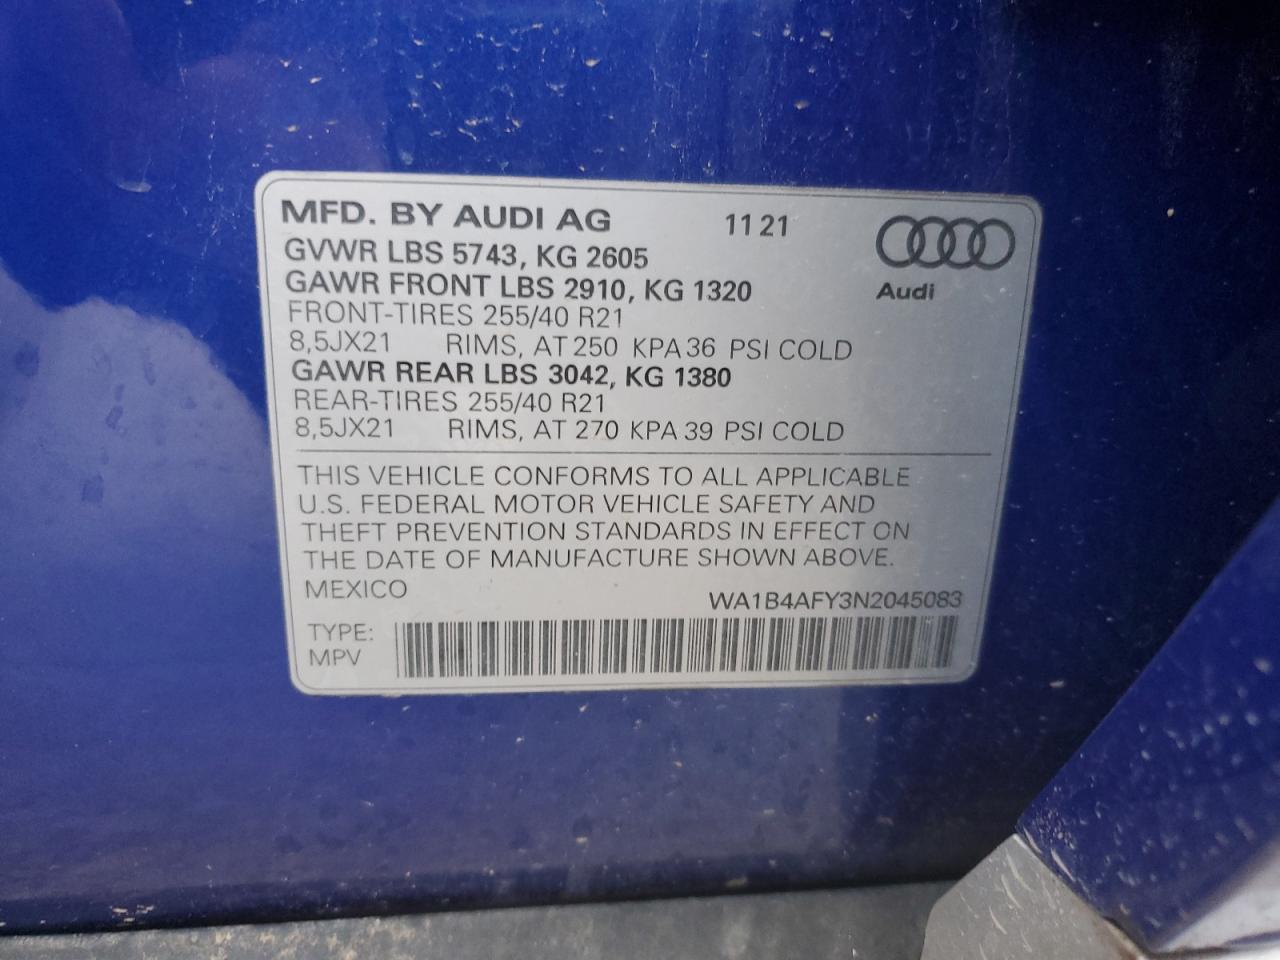 MFD. BY AUDI AG 11 21
GVWR LBS 5743, KG 2605
GAWR FRONT LBS 2910, KG 1320
Audi
FRONT-TIRES 255/40 R21
8,5JX21 RIMS, AT 250 KPA 36 PSI COLD
GAWR REAR LBS 3042, KG 1380
REAR-TIRES 255/40 R21
8,5JX21 RIMS, AT 270 KPA 39 PSI COLD
THIS VEHICLE CONFORMS TO ALL APPLICABLE
U.S. FEDERAL MOTOR VEHICLE SAFETY AND
THEFT PREVENTION STANDARDS IN EFFECT ON
THE DATE OF MANUFACTURE SHOWN ABOVE.
MEXICO WA1B4AFY3N2045083
TYPE:
MPV